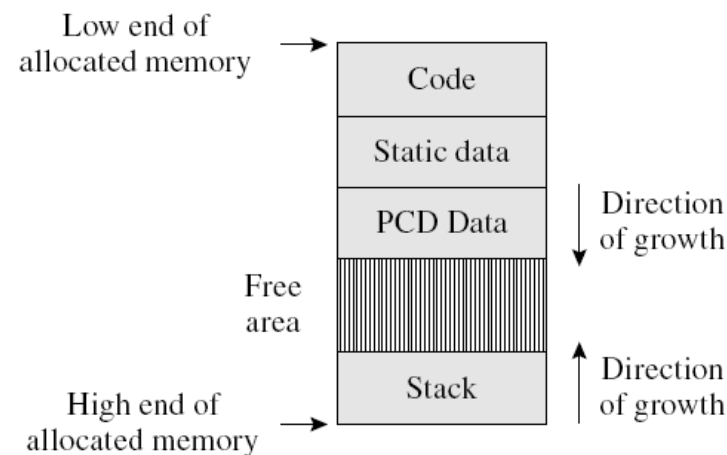 Low end of
allocated memory
Code
Static data
PCD Data
Direction
of growth
Free
area
Stack
Direction
of growth
High end of
allocated memory